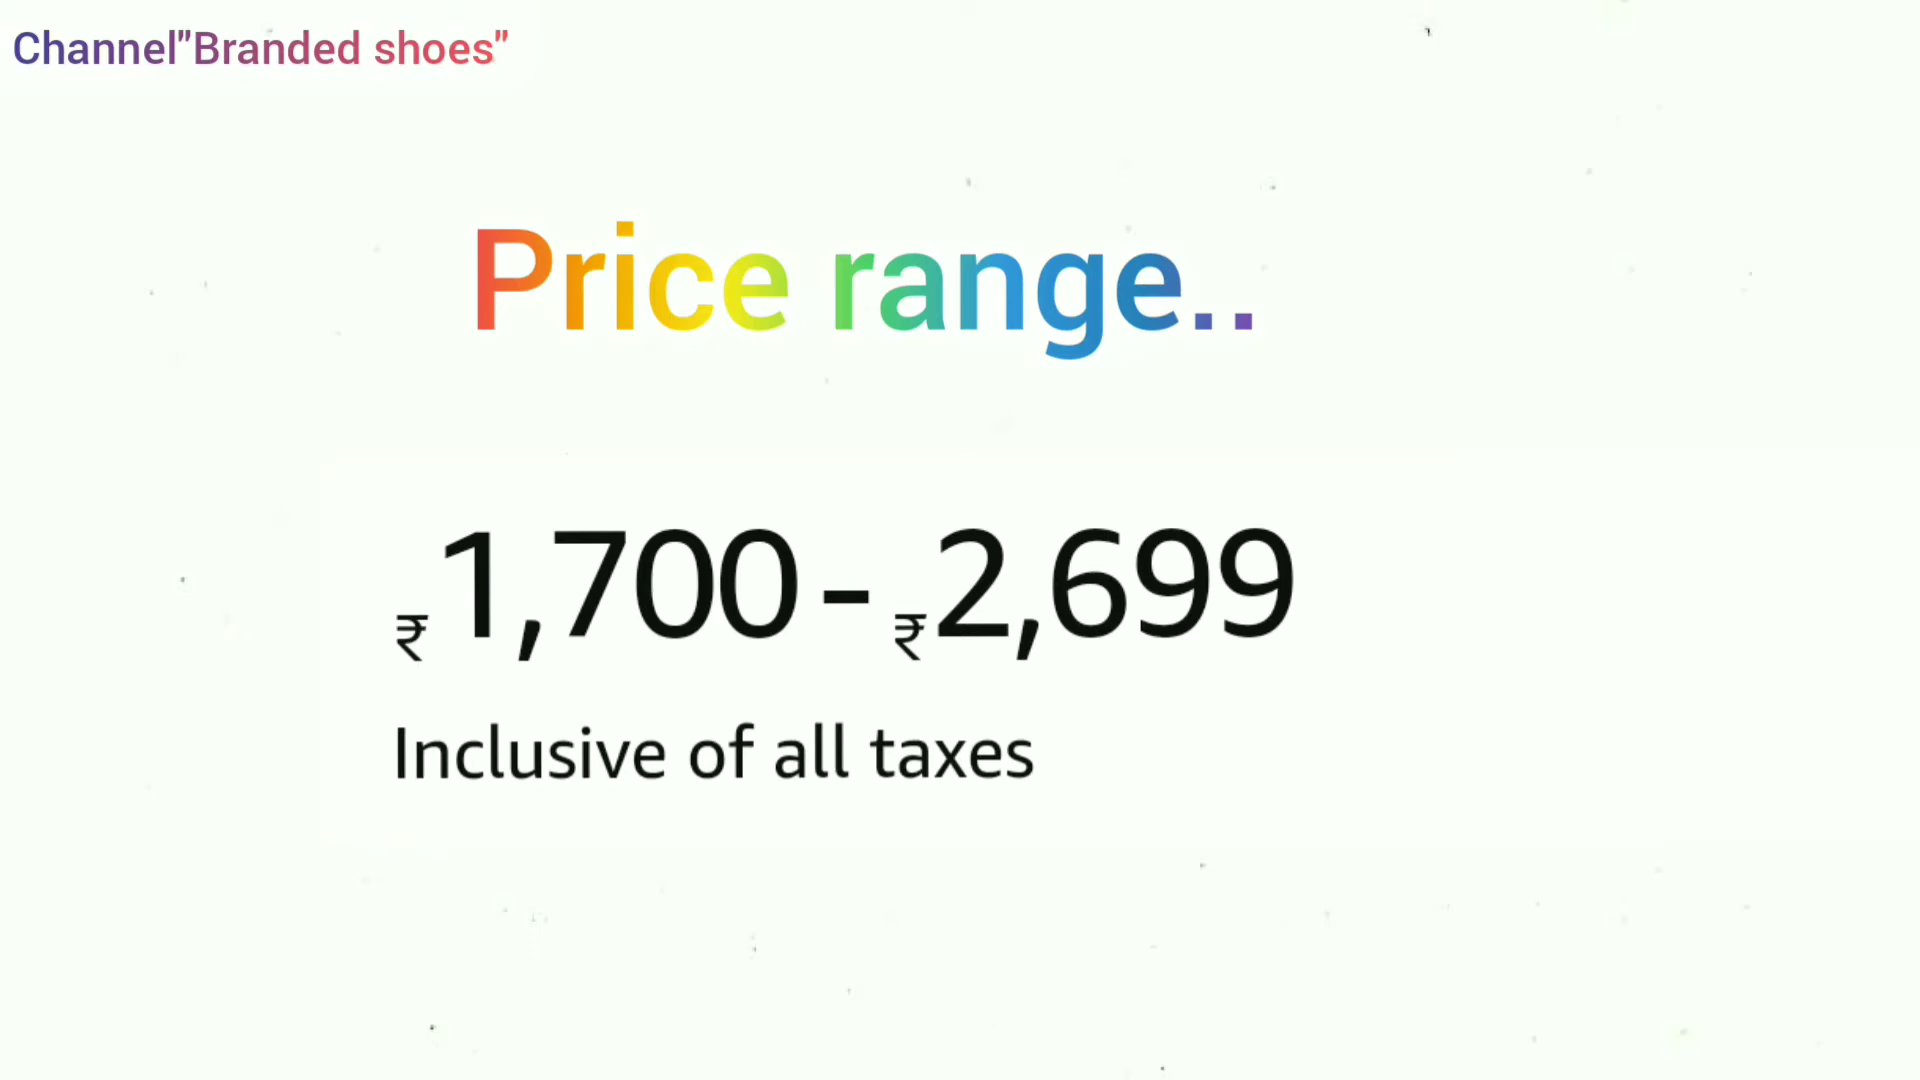 Channel"Branded shoes"
Price range..
₹1,700 - ₹2,699
Inclusive of all taxes